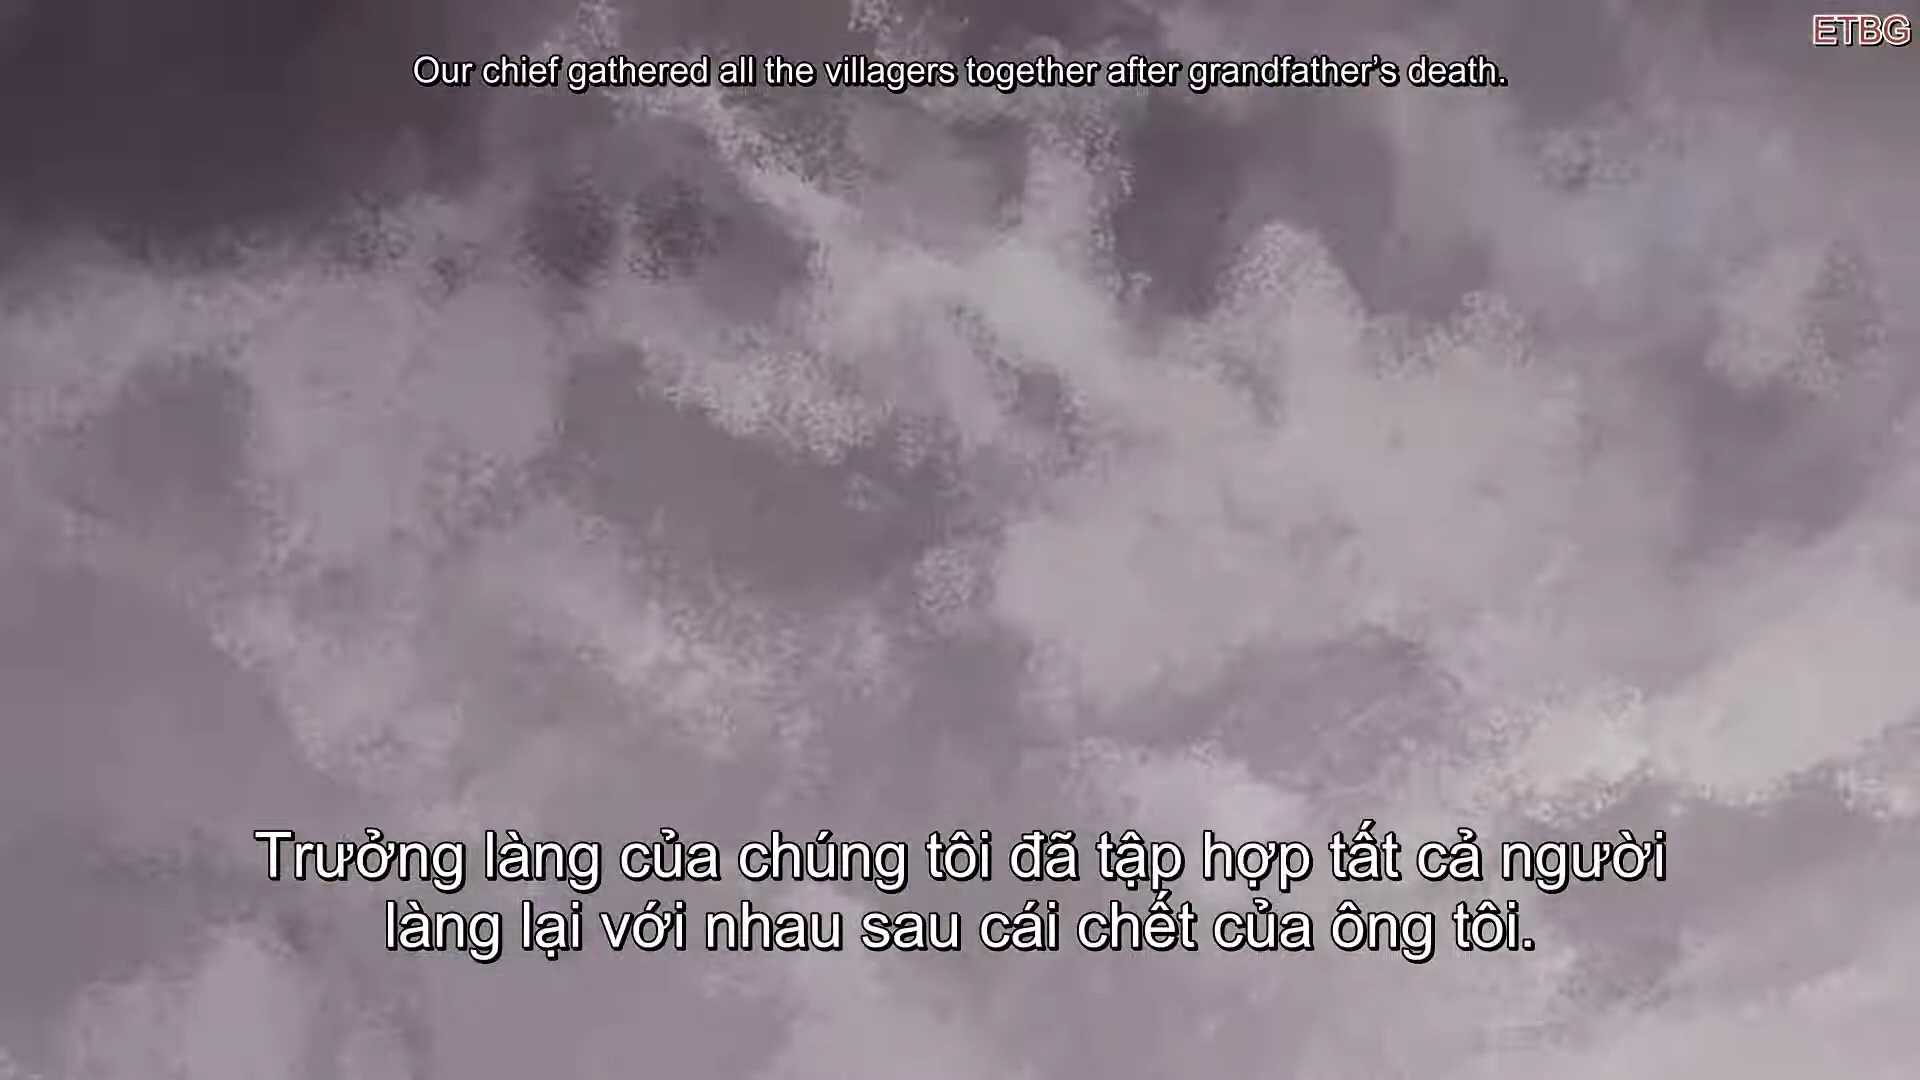 ETBG
Our chief gathered all the villagers together after grandfather’s death.
Trưởng làng của chúng tôi đã tập hợp tất cả người
làng lại với nhau sau cái chết của ông tôi.